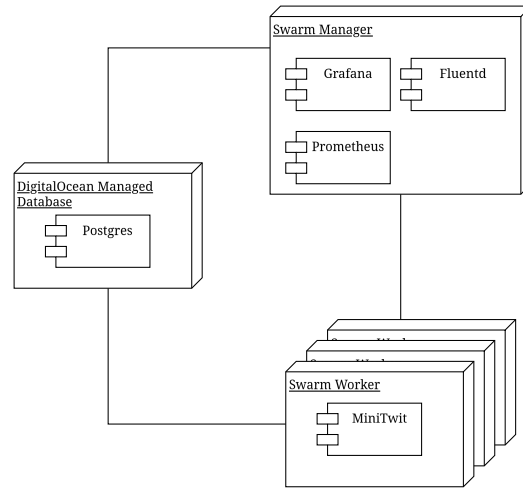 Swarm Manager
Grafana
Fluentd
Prometheus
DigitalOcean Managed
Database
Postgres
Swarm Worker
MiniTwit